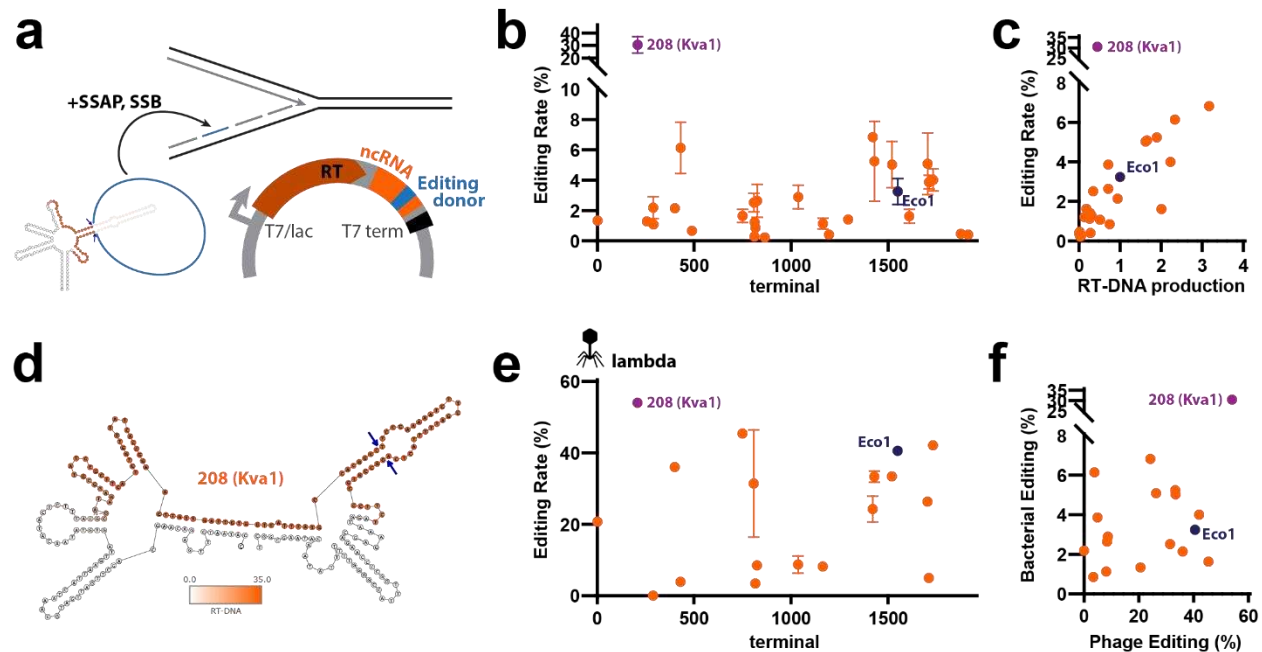 a
+SSAP, SSB
RT
ncRNA
Editing
donor
T7/lac
T7 term
b
Editing Rate (%)
40
30
20
10
8
6
4
2
0
208 (Kva1)
Eco1
0 500 1000 1500
terminal
c
Editing Rate (%)
35
30
25
8
6
4
2
0
208 (Kva1)
Eco1
0 1 2 3 4
RT-DNA production
d
208 (Kva1)
0.0 35.0
RT-DNA
e
lambda
Editing Rate (%)
60
40
20
0
208 (Kva1)
Eco1
0 500 1000 1500
terminal
f
Bacterial Editing (%)
35
30
25
8
6
4
2
0
208 (Kva1)
Eco1
0 20 40 60
Phage Editing (%)